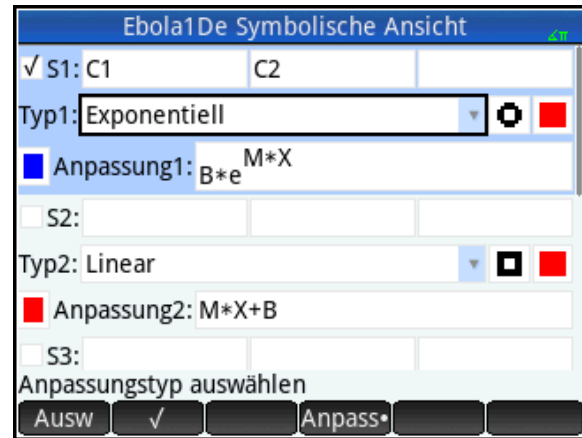 Ebola1De Symbolische Ansicht ∡π
√ S1: C1 C2
Typ1: Exponentiell
Anpassung1: B*e^M*X
S2:
Typ2: Linear
Anpassung2: M*X+B
S3:
Anpassungstyp auswählen
Ausw √ Anpass•